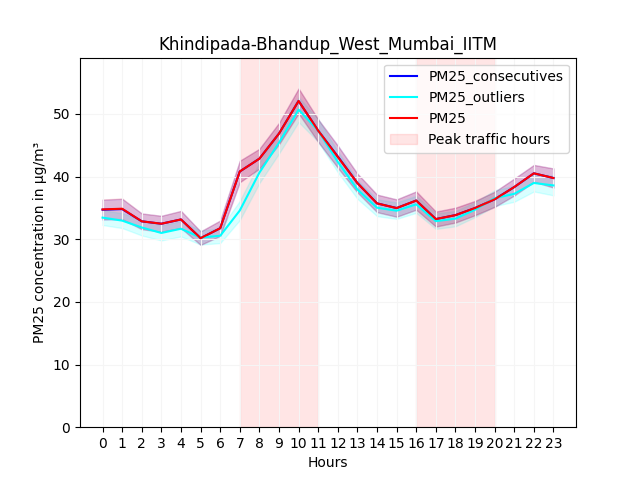 Khindipada-Bhandup_West_Mumbai_IITM
PM25_consecutives
PM25_outliers
PM25
Peak traffic hours
PM25 concentration in µg/m³
50
40
30
20
10
0
0 1 2 3 4 5 6 7 8 9 10 11 12 13 14 15 16 17 18 19 20 21 22 23
Hours